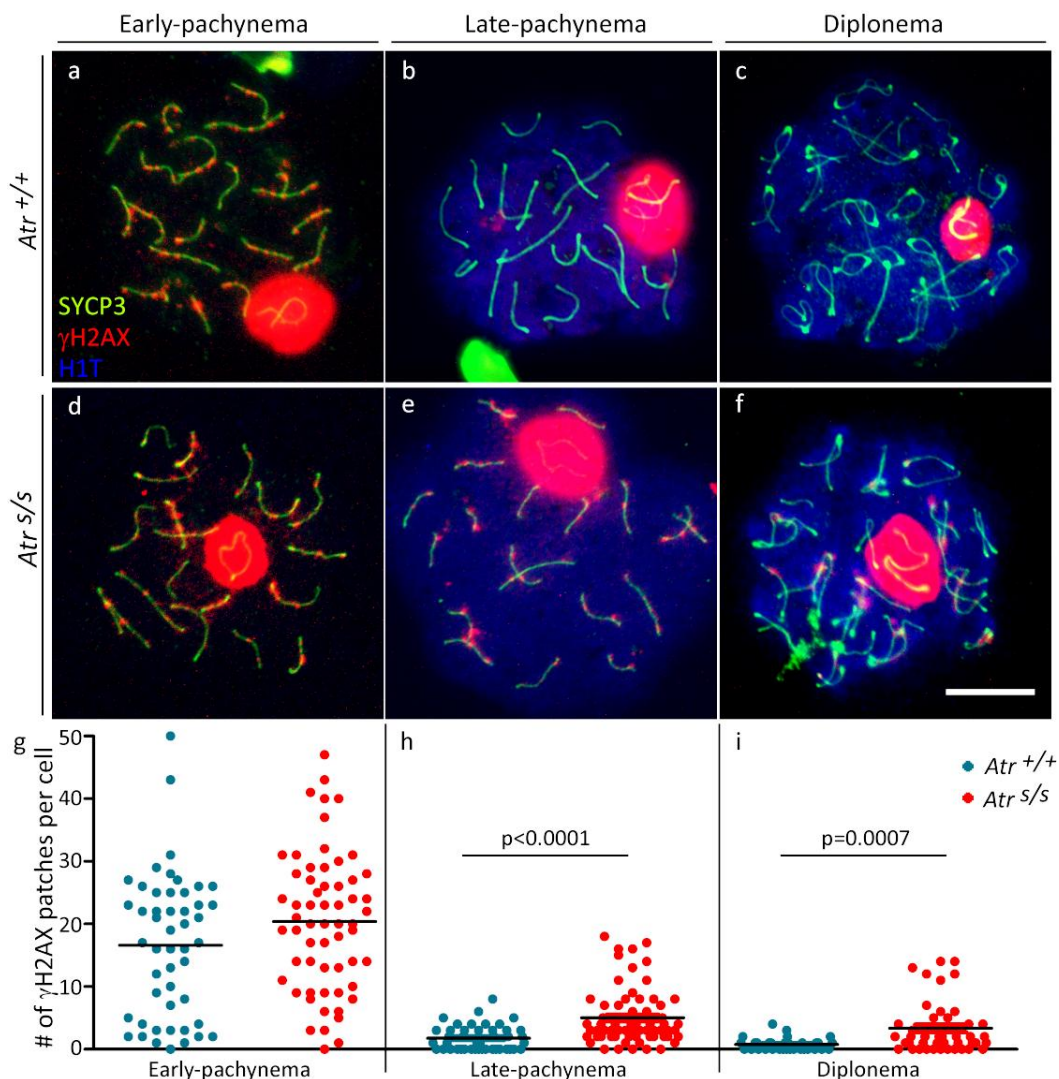 Early-pachynema
Late-pachynema
Diplonema
Atr +/+
a
b
c
SYCP3
γH2AX
H1T
Atr s/s
d
e
f
g
h
i
# of γH2AX patches per cell
50
40
30
20
10
0
p<0.0001
p=0.0007
Atr +/+
Atr s/s
Early-pachynema
Late-pachynema
Diplonema